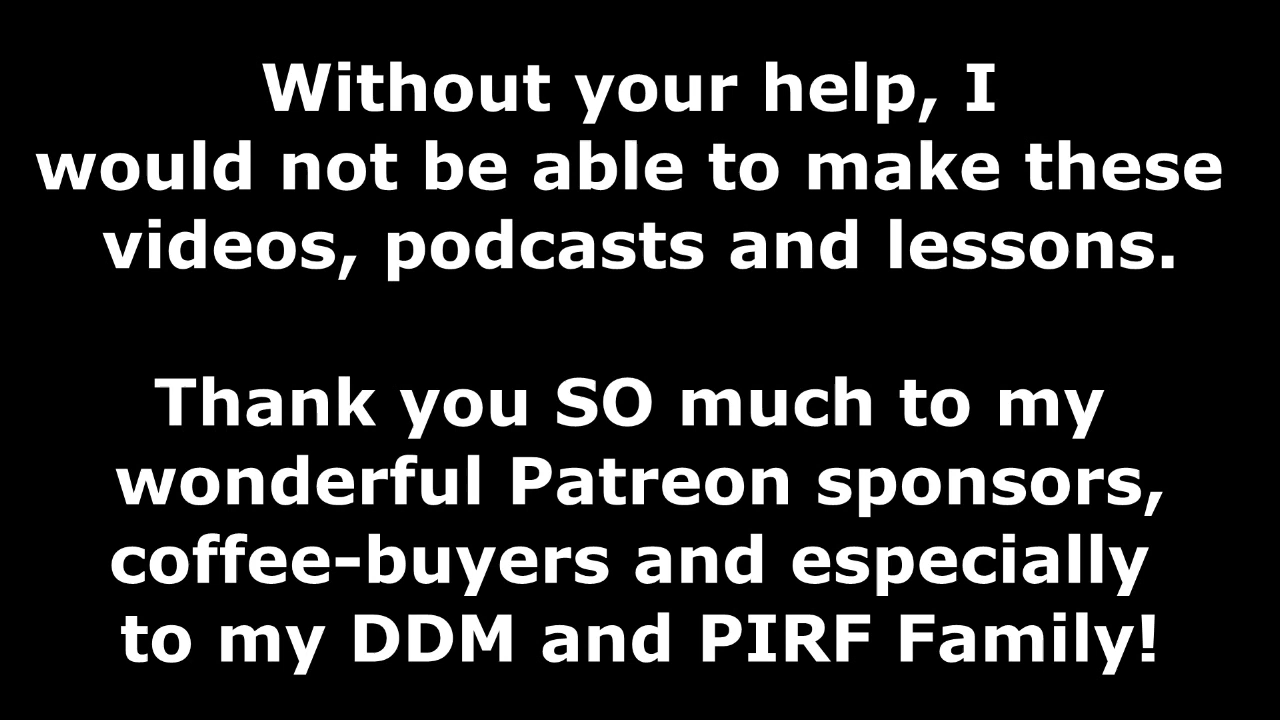 Without your help, I
would not be able to make these
videos, podcasts and lessons.
Thank you SO much to my
wonderful Patreon sponsors,
coffee-buyers and especially
to my DDM and PIRF Family!